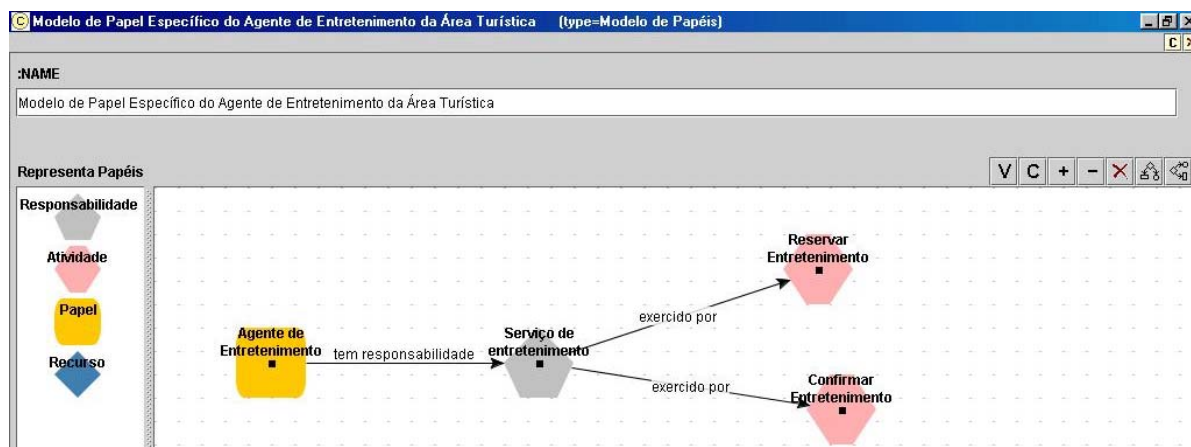 Modelo de Papel Específico do Agente de Entretenimento da Área Turística (type=Modelo de Papéis)
C
:NAME
Modelo de Papel Específico do Agente de Entretenimento da Área Turística
Representa Papéis
V C + -
Responsabilidade
Atividade
Papel
Recurso
Agente de
Entretenimento
tem responsabilidade
Serviço de
entretenimento
exercido por
Reservar
Entretenimento
exercido por
Confirmar
Entretenimento